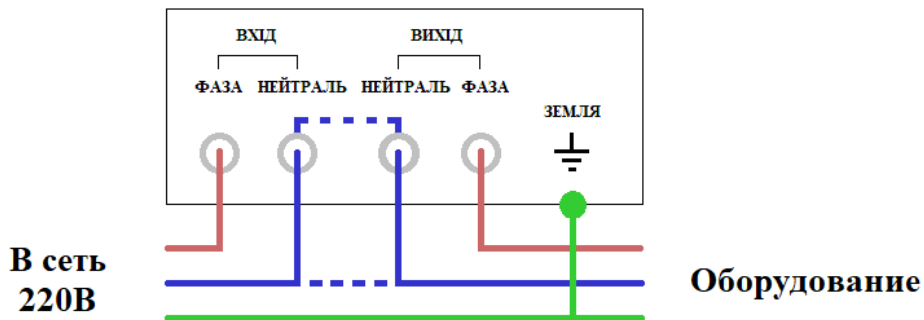 ВХІД ВИХІД
ФАЗА НЕЙТРАЛЬ НЕЙТРАЛЬ ФАЗА
ЗЕМЛЯ
В сеть
220В
Оборудование